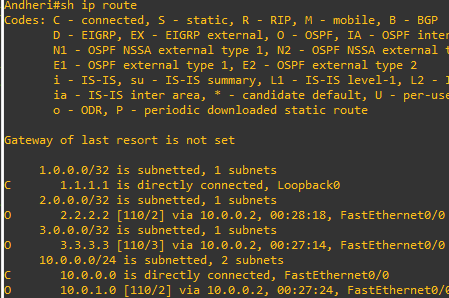 Andheri#sh ip route
Codes: C - connected, S - static, R - RIP, M - mobile, B - BGP
D - EIGRP, EX - EIGRP external, O - OSPF, IA - OSPF inter
N1 - OSPF NSSA external type 1, N2 - OSPF NSSA external t
E1 - OSPF external type 1, E2 - OSPF external type 2
i - IS-IS, su - IS-IS summary, L1 - IS-IS level-1, L2 - I
ia - IS-IS inter area, * - candidate default, U - per-use
o - ODR, P - periodic downloaded static route
Gateway of last resort is not set
1.0.0.0/32 is subnetted, 1 subnets
C 1.1.1.1 is directly connected, Loopback0
2.0.0.0/32 is subnetted, 1 subnets
O 2.2.2.2 [110/2] via 10.0.0.2, 00:28:18, FastEthernet0/0
3.0.0.0/32 is subnetted, 1 subnets
O 3.3.3.3 [110/3] via 10.0.0.2, 00:27:14, FastEthernet0/0
10.0.0.0/24 is subnetted, 2 subnets
C 10.0.0.0 is directly connected, FastEthernet0/0
O 10.0.1.0 [110/2] via 10.0.0.2, 00:27:24, FastEthernet0/0